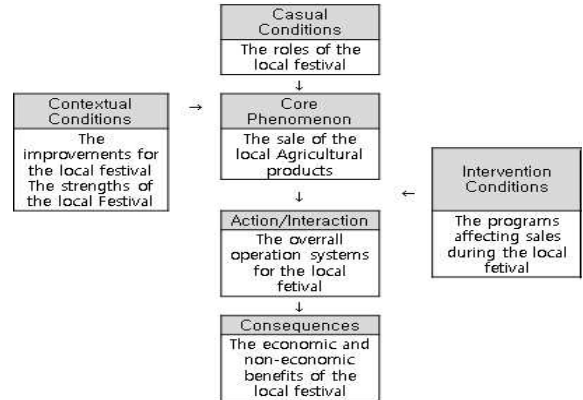 Casual
Conditions
The roles of the
local festival
↓
Contextual
Conditions
The
improvements for
the local festival
The strengths of
the local Festival
→
Core
Phenomenon
The sale of the
local Agricultural
products
↓
←
Intervention
Conditions
The programs
affecting sales
during the local
fetival
Action/Interaction
The overrall
operation systems
for the local
fetival
↓
Consequences
The economic and
non-economic
benefits of the
local festival